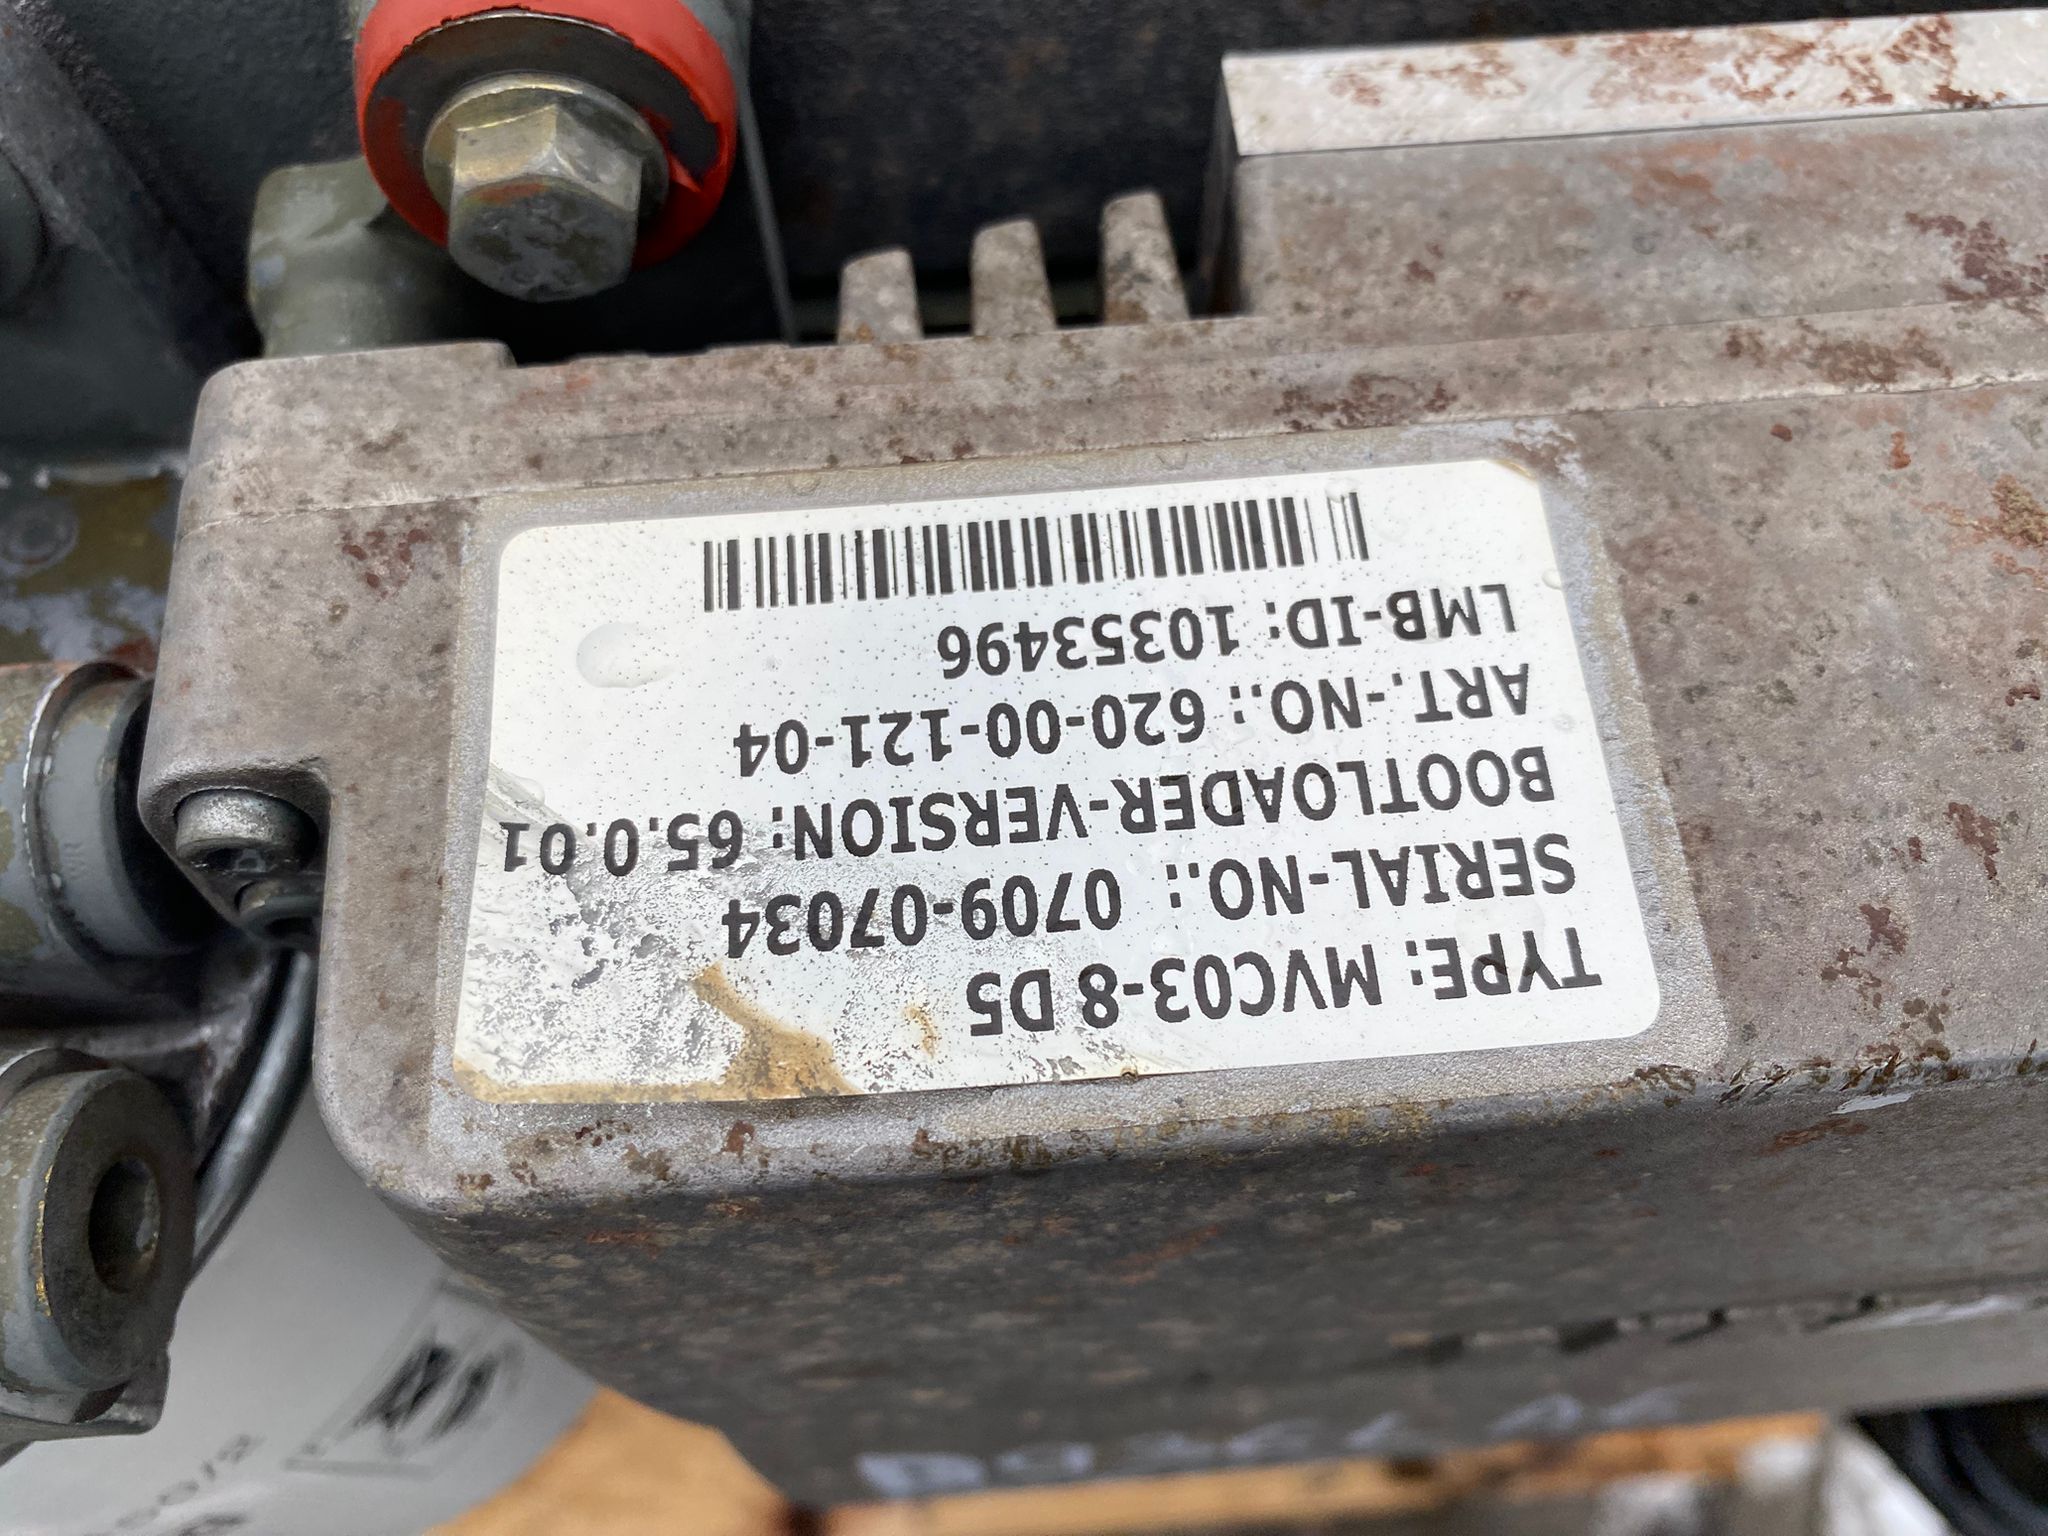 TYPE: MVC03-8 D5
SERIAL-NO.: 0709-07034
BOOTLOADER-VERSION: 65.0.01
ART.-NO.: 620-00-121-04
LMB-ID: 10353496